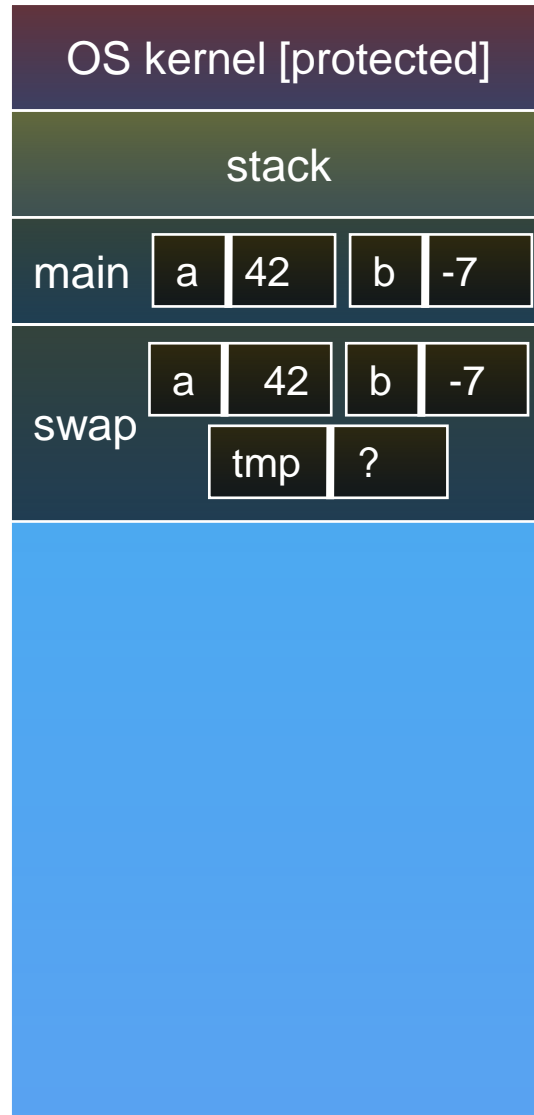 OS kernel [protected]
stack
main a 42 b -7
swap
a 42 b -7
tmp ?